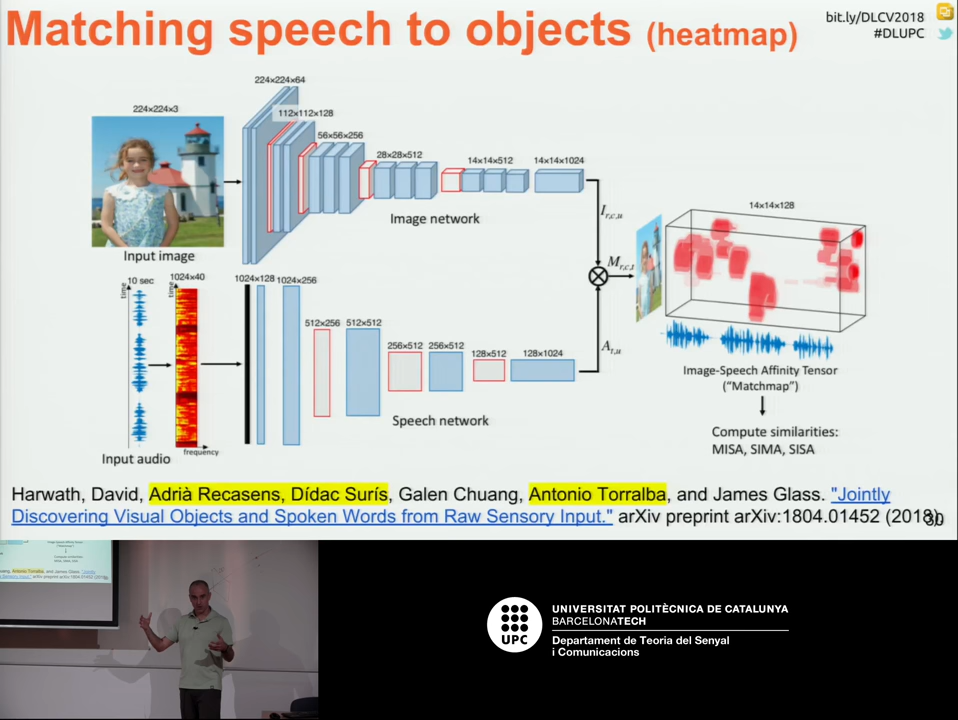 Matching speech to objects (heatmap)
bit.ly/DLCV2018
#DLUPC
224×224×3
224×224×64
112×112×128
56×56×256
28×28×512
14×14×512
14×14×1024
Image network
Input image
I r,c,u
M r,c,t
A t,u
14×14×128
10 sec
time
1024×40
time
frequency
Input audio
1024×128
1024×256
512×256
512×512
256×512
256×512
128×512
128×1024
Speech network
Image-Speech Affinity Tensor
("Matchmap")
Compute similarities:
MISA, SIMA, SISA
Harwath, David, Adrià Recasens, Dídac Surís, Galen Chuang, Antonio Torralba, and James Glass. "Jointly
Discovering Visual Objects and Spoken Words from Raw Sensory Input." arXiv preprint arXiv:1804.01452 (2018).
30
UPC
UNIVERSITAT POLITÈCNICA DE CATALUNYA
BARCELONATECH
Departament de Teoria del Senyal
i Comunicacions